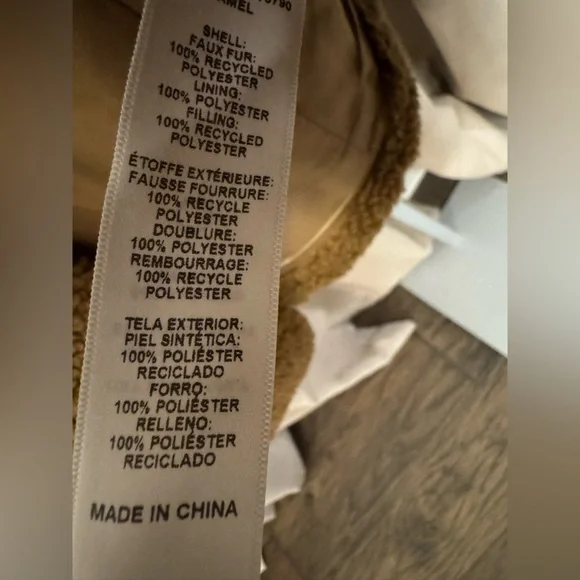 SHELL:
FAUX FUR:
100% RECYCLED
POLYESTER
LINING:
100% POLYESTER
FILLING:
100% RECYCLED
POLYESTER
ÉTOFFE EXTÉRIEURE:
FAUSSE FOURRURE:
100% RECYCLE
POLYESTER
DOUBLURE:
100% POLYESTER
REMBOURRAGE:
100% RECYCLE
POLYESTER
TELA EXTERIOR:
PIEL SINTÉTICA:
100% POLIÉSTER
RECICLADO
FORRO:
100% POLIÉSTER
RELLENO:
100% POLIÉSTER
RECICLADO
MADE IN CHINA